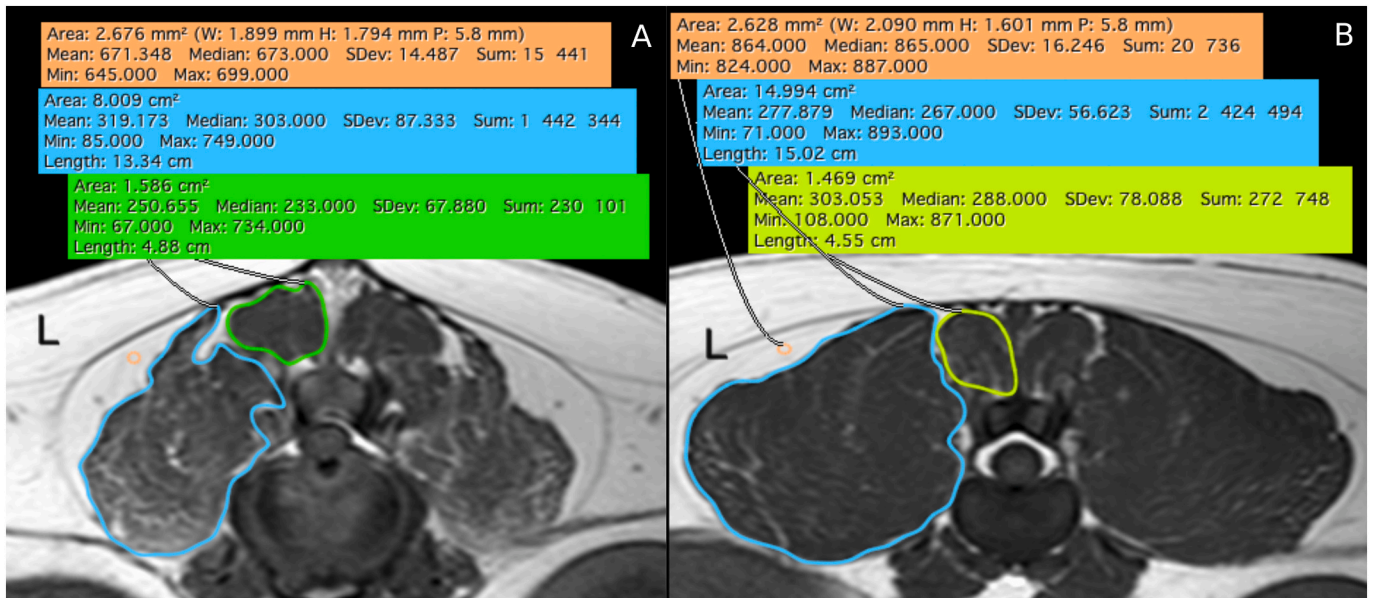 Area: 2.676 mm² (W: 1.899 mm H: 1.794 mm P: 5.8 mm)
Mean: 671.348 Median: 673.000 SDev: 14.487 Sum: 15 441
Min: 645.000 Max: 699.000
A
Area: 8.009 cm²
Mean: 319.173 Median: 303.000 SDev: 87.333 Sum: 1 442 344
Min: 85.000 Max: 749.000
Length: 13.34 cm
Area: 1.586 cm²
Mean: 250.655 Median: 233.000 SDev: 67.880 Sum: 230 101
Min: 67.000 Max: 734.000
Length: 4.88 cm
L
Area: 2.628 mm² (W: 2.090 mm H: 1.601 mm P: 5.8 mm)
Mean: 864.000 Median: 865.000 SDev: 16.246 Sum: 20 736
Min: 824.000 Max: 887.000
B
Area: 14.994 cm²
Mean: 277.879 Median: 267.000 SDev: 56.623 Sum: 2 424 494
Min: 71.000 Max: 893.000
Length: 15.02 cm
Area: 1.469 cm²
Mean: 303.053 Median: 288.000 SDev: 78.088 Sum: 272 748
Min: 108.000 Max: 871.000
Length: 4.55 cm
L